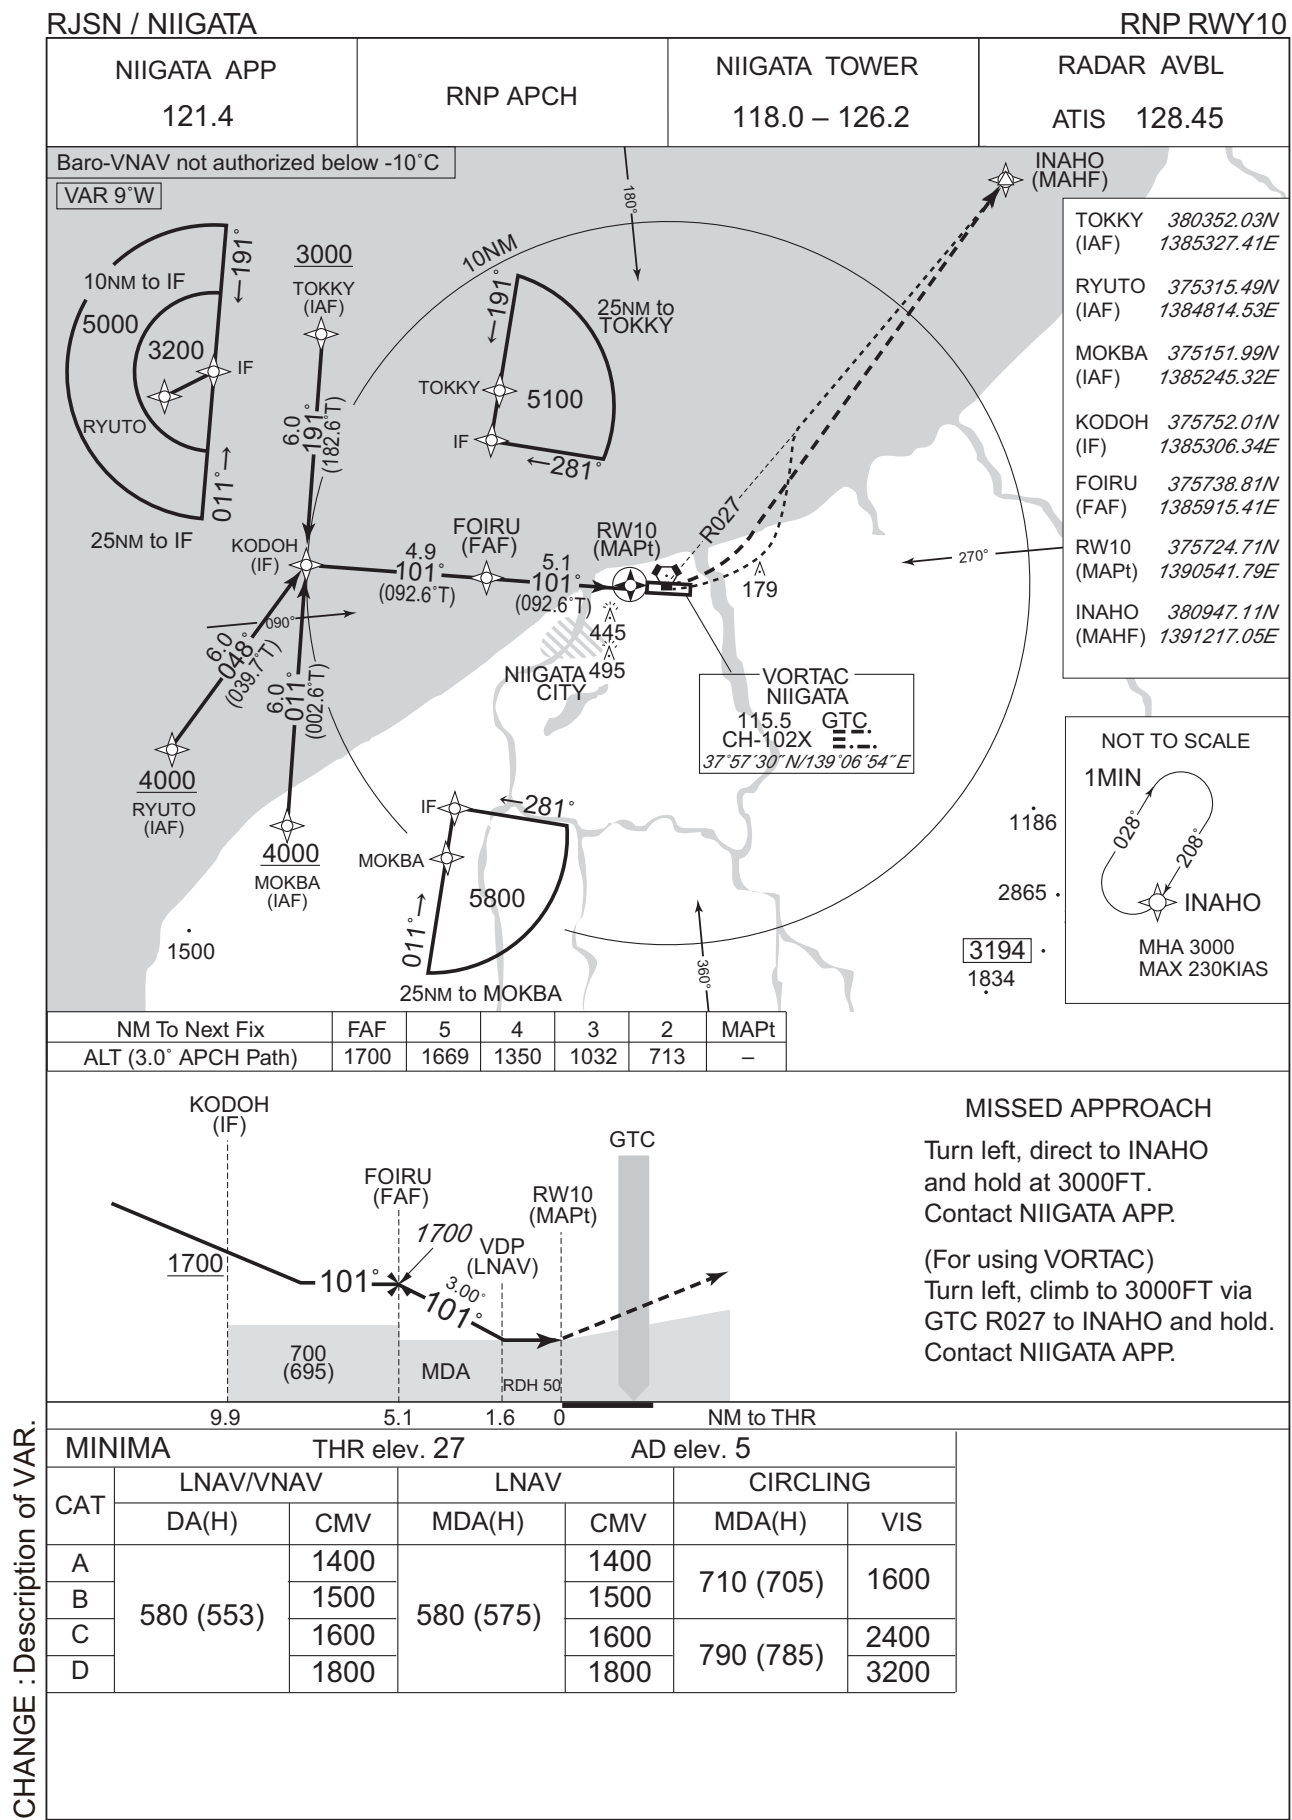 RJSN / NIIGATA
RNP RWY10
NIIGATA APP
121.4
RNP APCH
NIIGATA TOWER
118.0 – 126.2
RADAR AVBL
ATIS 128.45
Baro-VNAV not authorized below -10˚C
VAR 9˚W
180°
INAHO
(MAHF)
10NM to IF
5000
3200
IF
RYUTO
←191°
011°→
25NM to IF
3000
TOKKY
(IAF)
6.0
191°
(182.6˚T)
10NM
←191°
25NM to
TOKKY
TOKKY
5100
IF
←281°
TOKKY 380352.03N
(IAF) 1385327.41E
RYUTO 375315.49N
(IAF) 1384814.53E
MOKBA 375151.99N
(IAF) 1385245.32E
KODOH 375752.01N
(IF) 1385306.34E
FOIRU 375738.81N
(FAF) 1385915.41E
RW10 375724.71N
(MAPt) 1390541.79E
INAHO 380947.11N
(MAHF) 1391217.05E
R027
KODOH
(IF)
4.9
101°
(092.6˚T)
FOIRU
(FAF)
5.1
101°
(092.6˚T)
RW10
(MAPt)
270°
179
445
495
NIIGATA
CITY
090°
6.0
048°
(039.7˚T)
6.0
011°
(002.6˚T)
VORTAC
NIIGATA
115.5 GTC
CH-102X
37˚57´30˝N/139˚06´54˝E
4000
RYUTO
(IAF)
4000
MOKBA
(IAF)
IF
←281°
MOKBA
5800
011°→
25NM to MOKBA
1500
360°
1186
2865
3194
1834
NOT TO SCALE
1MIN
028°
208°
INAHO
MHA 3000
MAX 230KIAS
NM To Next Fix FAF 5 4 3 2 MAPt
ALT (3.0˚ APCH Path) 1700 1669 1350 1032 713 –
KODOH
(IF)
1700
FOIRU
(FAF)
1700
101°
3.00°
101°
VDP
(LNAV)
RW10
(MAPt)
GTC
700
(695)
MDA
RDH 50
9.9 5.1 1.6 0 NM to THR
MISSED APPROACH
Turn left, direct to INAHO
and hold at 3000FT.
Contact NIIGATA APP.
(For using VORTAC)
Turn left, climb to 3000FT via
GTC R027 to INAHO and hold.
Contact NIIGATA APP.
MINIMA THR elev. 27 AD elev. 5
CAT LNAV/VNAV LNAV CIRCLING
DA(H) CMV MDA(H) CMV MDA(H) VIS
A 580 (553) 1400 580 (575) 1400 710 (705) 1600
B 1500 1500
C 1600 1600 790 (785) 2400
D 1800 1800 3200
CHANGE : Description of VAR.